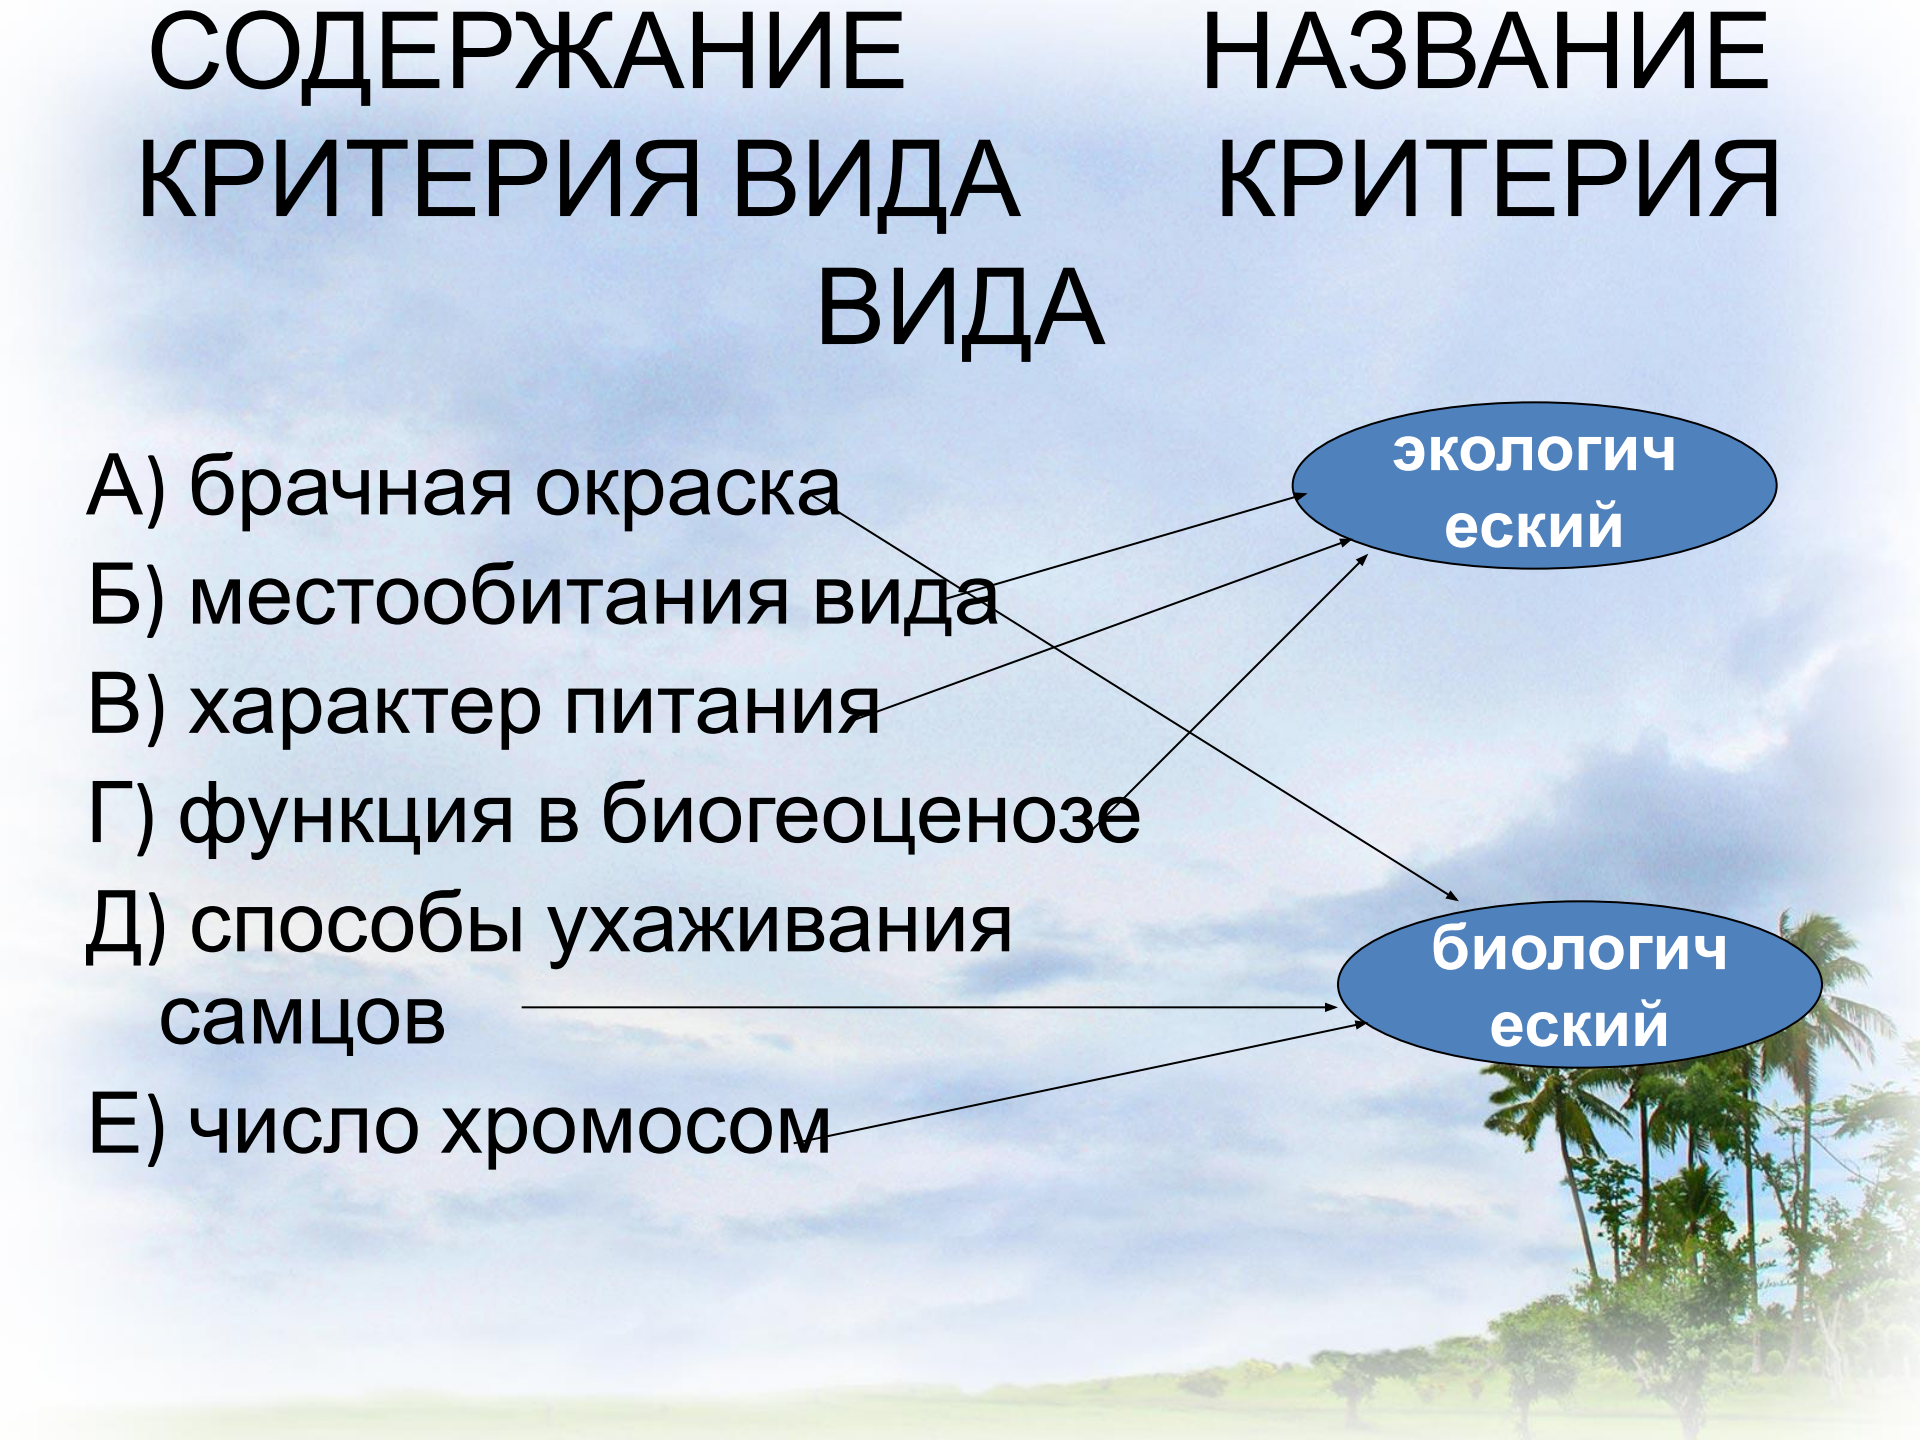 СОДЕРЖАНИЕ НАЗВАНИЕ
КРИТЕРИЯ ВИДА КРИТЕРИЯ
ВИДА
А) брачная окраска
Б) местообитания вида
В) характер питания
Г) функция в биогеоценозе
Д) способы ухаживания
самцов
Е) число хромосом
экологич
еский
биологич
еский